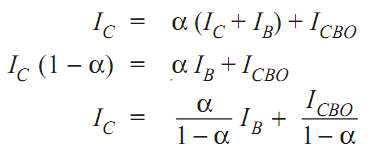 I_C = α (I_C + I_B) + I_CBO
I_C (1 − α) = α I_B + I_CBO
I_C = α/(1 − α) I_B + I_CBO/(1 − α)